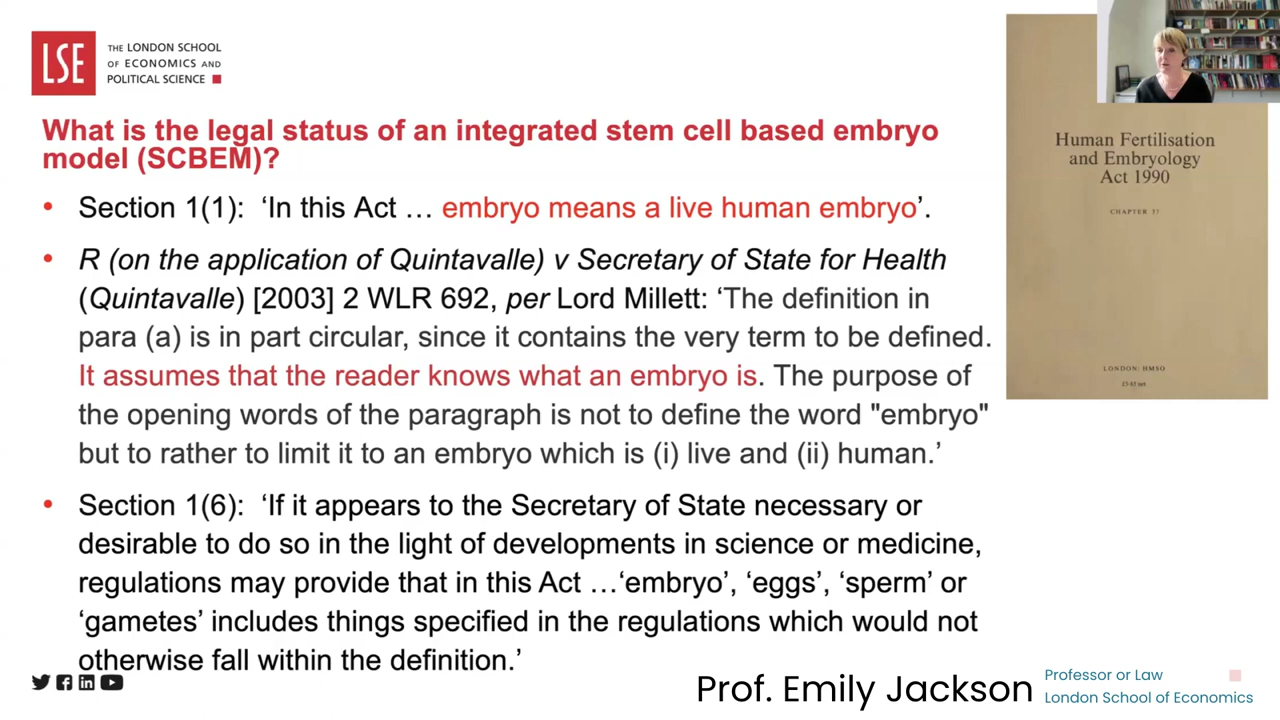 LSE
THE LONDON SCHOOL
OF ECONOMICS AND
POLITICAL SCIENCE
What is the legal status of an integrated stem cell based embryo
model (SCBEM)?
• Section 1(1): ‘In this Act … embryo means a live human embryo’.
• R (on the application of Quintavalle) v Secretary of State for Health
(Quintavalle) [2003] 2 WLR 692, per Lord Millett: ‘The definition in
para (a) is in part circular, since it contains the very term to be defined.
It assumes that the reader knows what an embryo is. The purpose of
the opening words of the paragraph is not to define the word "embryo"
but to rather to limit it to an embryo which is (i) live and (ii) human.’
• Section 1(6): ‘If it appears to the Secretary of State necessary or
desirable to do so in the light of developments in science or medicine,
regulations may provide that in this Act …‘embryo’, ‘eggs’, ‘sperm’ or
‘gametes’ includes things specified in the regulations which would not
otherwise fall within the definition.’
Human Fertilisation
and Embryology
Act 1990
CHAPTER 37
LONDON: HMSO
Prof. Emily Jackson
Professor or Law
London School of Economics